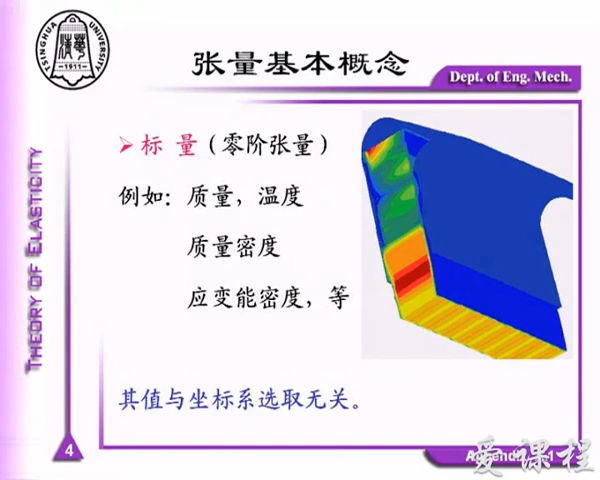 TSINGHUA UNIVERSITY
-1911-
张量基本概念
Dept. of Eng. Mech.
THEORY OF ELASTICITY
标 量（零阶张量）
例如：质量，温度
质量密度
应变能密度，等
其值与坐标系选取无关。
4
爱课程